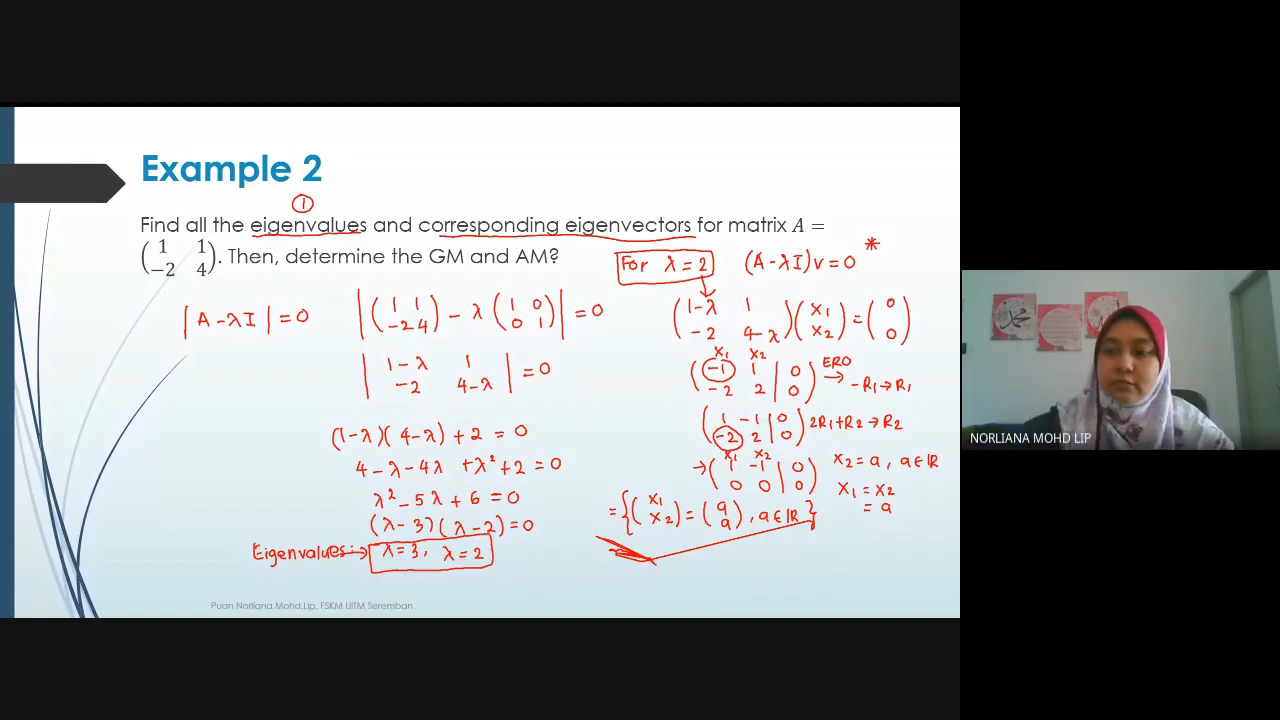 Example 2
①
Find all the eigenvalues and corresponding eigenvectors for matrix A =
( 1 1
−2 4 ). Then, determine the GM and AM?
|A - λI| = 0
|( 1 1
-2 4 ) - λ ( 1 0
0 1 )| = 0
| 1-λ 1
-2 4-λ | = 0
(1-λ)(4-λ) + 2 = 0
4 - λ - 4λ + λ² + 2 = 0
λ² - 5λ + 6 = 0
(λ - 3)(λ - 2) = 0
Eigenvalues: → λ = 3, λ = 2
For λ = 2 (A - λI)v = 0 *
( 1-λ 1
-2 4-λ )( x₁
x₂ ) = ( 0
0 )
x₁ x₂
( -1 1 | 0
-2 2 | 0 ) ERO → -R₁ → R₁
( 1 -1 | 0
-2 2 | 0 ) 2R₁ + R₂ → R₂
x₁ x₂
→ ( 1 -1 | 0
0 0 | 0 )
x₂ = a, a ∈ ℝ
x₁ = x₂
= a
= {( x₁
x₂ ) = ( a
a ), a ∈ ℝ}
Puan Norliana.Mohd.Lip, FSKM UiTM Seremban
NORLIANA MOHD LIP